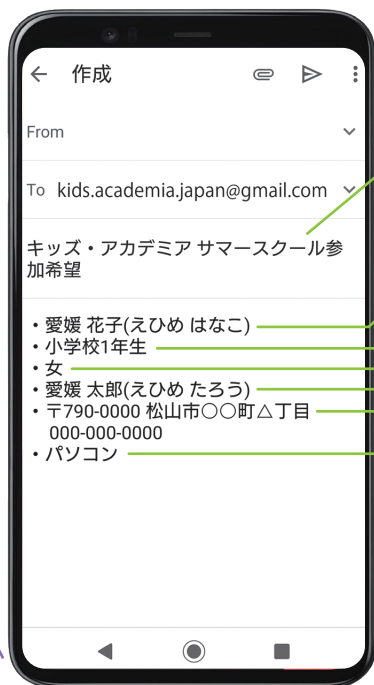 作成
From
To kids.academia.japan@gmail.com
キッズ・アカデミア サマースクール参
加希望
・愛媛 花子(えひめ はなこ)
・小学校1年生
・女
・愛媛 太郎(えひめ たろう)
・〒790-0000 松山市○○町△丁目
000-000-0000
・パソコン